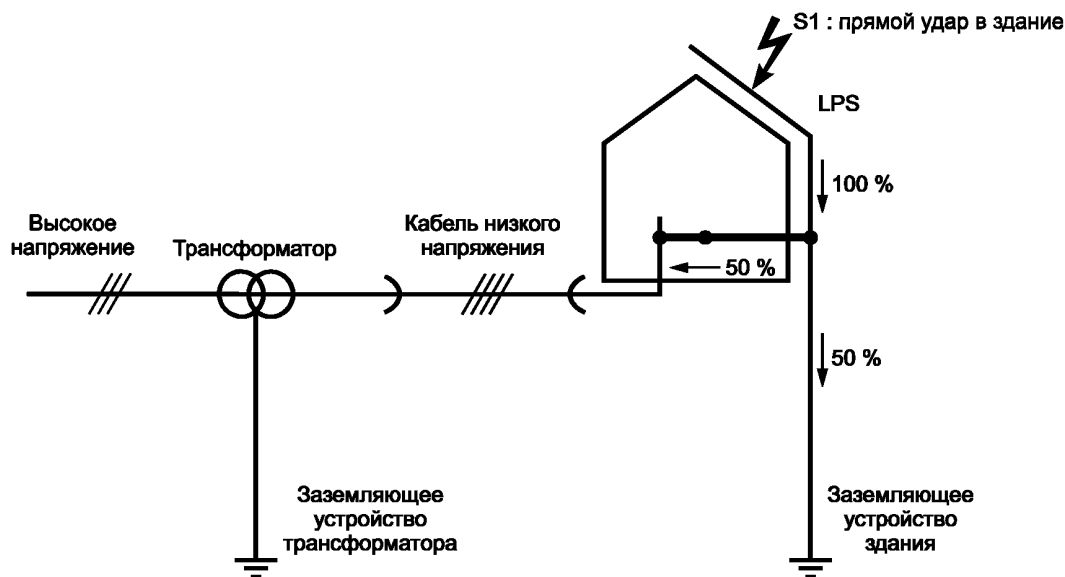 S1 : прямой удар в здание
LPS
100 %
Высокое
напряжение
Трансформатор
Кабель низкого
напряжения
50 %
50 %
Заземляющее
устройство
трансформатора
Заземляющее
устройство
здания